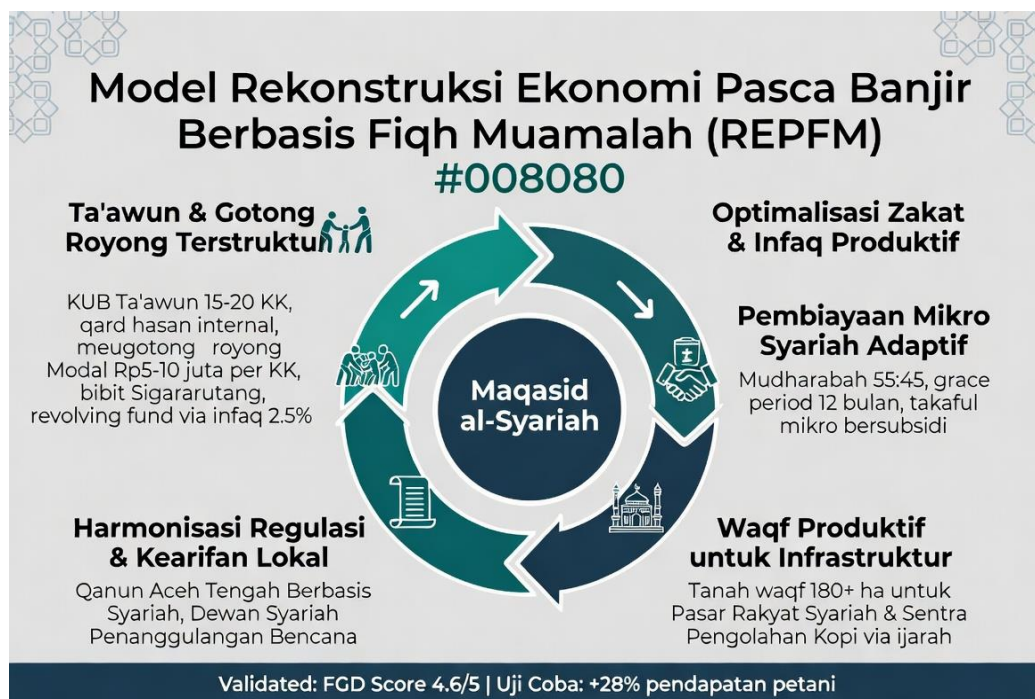 Model Rekonstruksi Ekonomi Pasca Banjir
Berbasis Fiqh Muamalah (REPFM)
#008080
Ta'awun & Gotong
Royong Terstruktur
KUB Ta'awun 15-20 KK,
qard hasan internal,
meugotong royong
Modal Rp5-10 juta per KK,
bibit Sigararutang,
revolving fund via infaq 2.5%
Optimalisasi Zakat
& Infaq Produktif
Pembiayaan Mikro
Syariah Adaptif
Mudharabah 55:45, grace
period 12 bulan, takaful
mikro bersubsidi
Maqasid
al-Syariah
Harmonisasi Regulasi
& Kearifan Lokal
Qanun Aceh Tengah Berbasis
Syariah, Dewan Syariah
Penanggulangan Bencana
Waqf Produktif
untuk Infrastruktur
Tanah waqf 180+ ha untuk
Pasar Rakyat Syariah & Sentra
Pengolahan Kopi via ijarah
Validated: FGD Score 4.6/5 | Uji Coba: +28% pendapatan petani